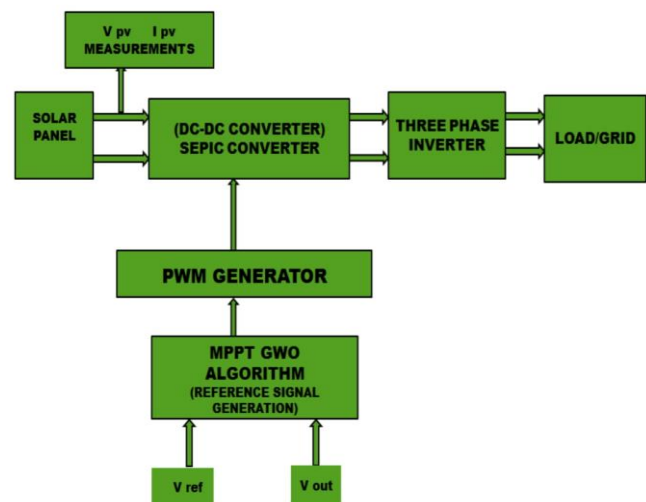 V pv I pv
MEASUREMENTS
SOLAR
PANEL
(DC-DC CONVERTER)
SEPIC CONVERTER
THREE PHASE
INVERTER
LOAD/GRID
PWM GENERATOR
MPPT GWO
ALGORITHM
(REFERENCE SIGNAL
GENERATION)
V ref
V out